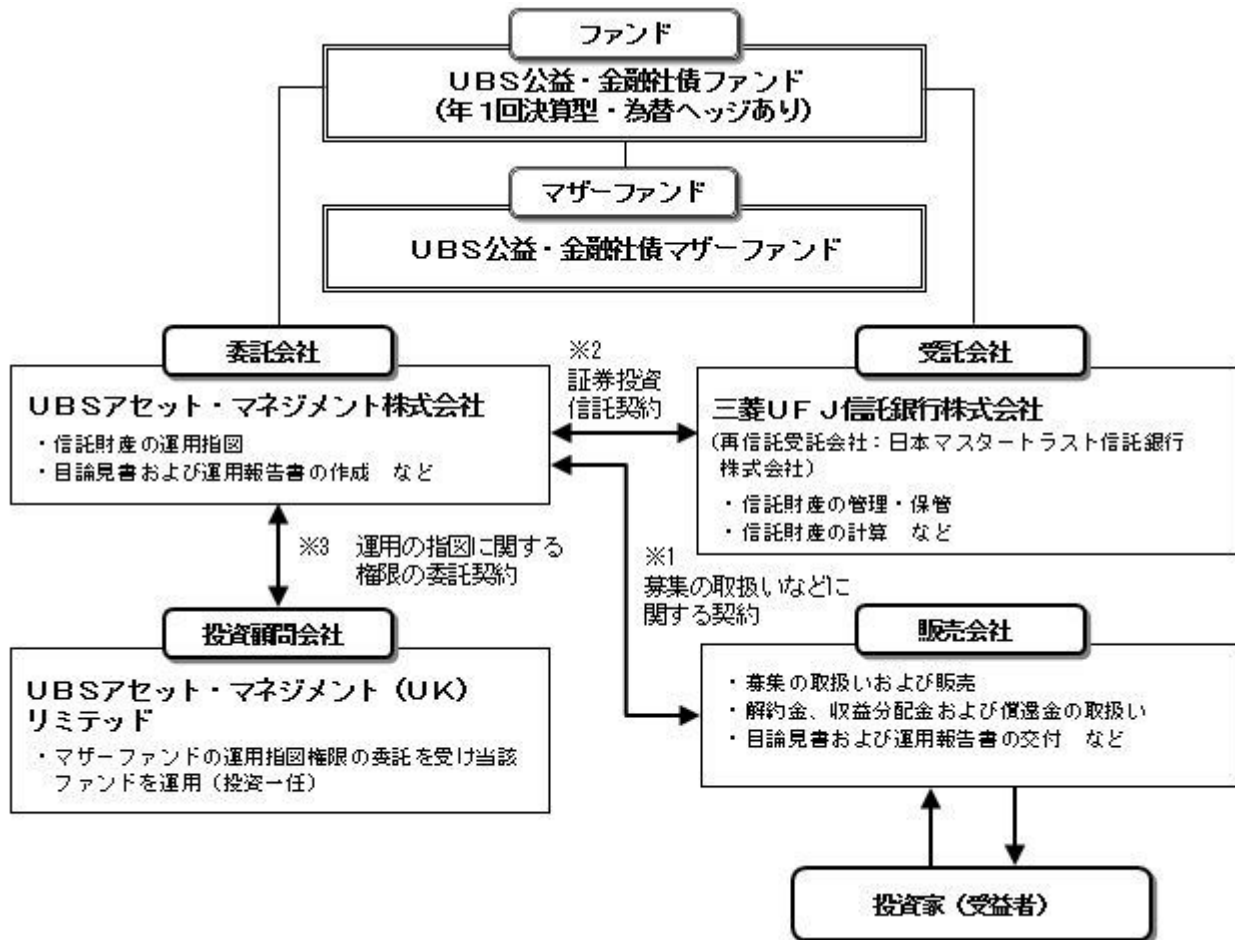 ファンド
UBS公益・金融社債ファンド
(年1回決算型・為替ヘッジあり)
マザーファンド
UBS公益・金融社債マザーファンド
委託会社
UBSアセット・マネジメント株式会社
・信託財産の運用指図
・目論見書および運用報告書の作成 など
※2
証券投資
信託契約
受託会社
三菱UFJ信託銀行株式会社
(再信託受託会社:日本マスタートラスト信託銀行
株式会社)
・信託財産の管理・保管
・信託財産の計算 など
※3 運用の指図に関する
権限の委託契約
※1
募集の取扱いなどに
関する契約
投資顧問会社
UBSアセット・マネジメント(UK)
リミテッド
・マザーファンドの運用指図権限の委託を受け当該
ファンドを運用(投資一任)
販売会社
・募集の取扱いおよび販売
・解約金、収益分配金および償還金の取扱い
・目論見書および運用報告書の交付 など
投資家(受益者)